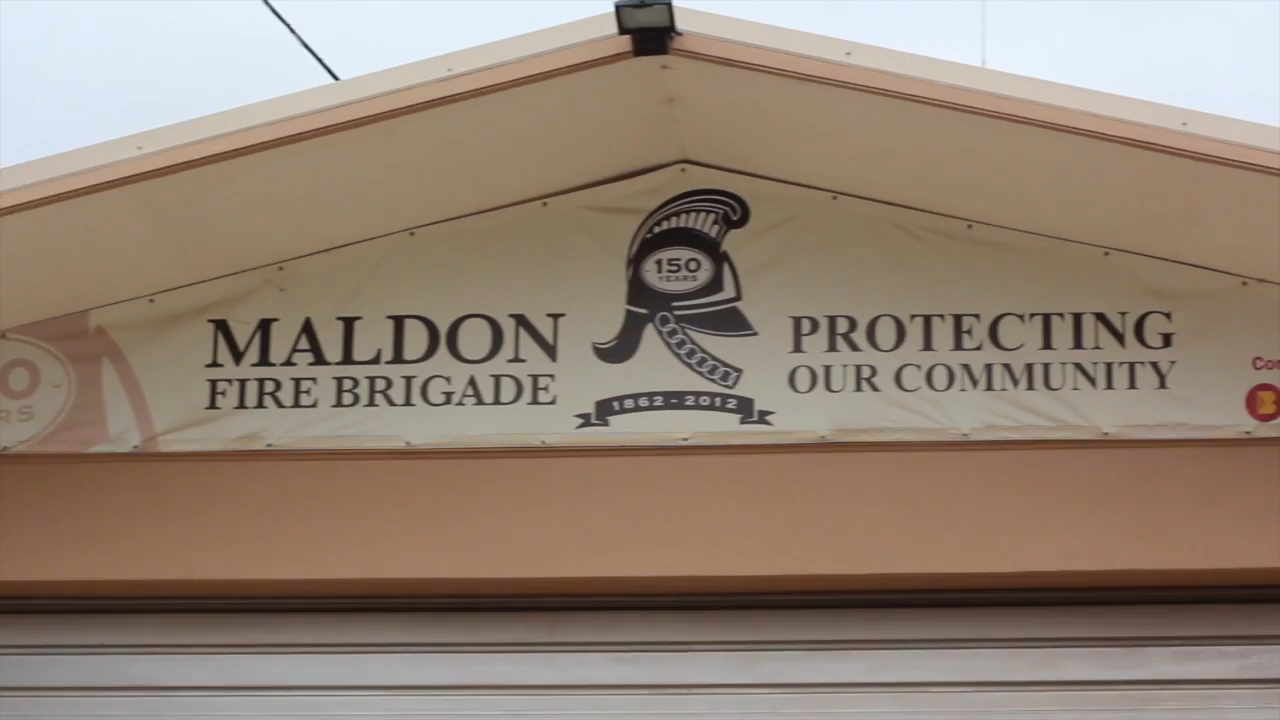 MALDON
FIRE BRIGADE
150
YEARS
1862 - 2012
PROTECTING
OUR COMMUNITY